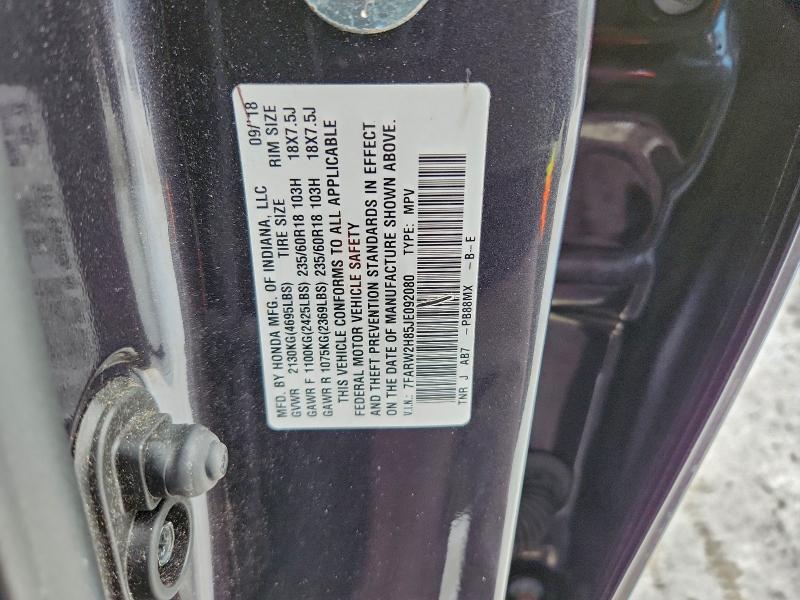 MFD. BY HONDA MFG. OF INDIANA, LLC 09/'18
GVWR 2130KG(4695LBS) TIRE SIZE RIM SIZE
GAWR F 1100KG(2425LBS) 235/60R18 103H 18X7.5J
GAWR R 1075KG(2369LBS) 235/60R18 103H 18X7.5J
THIS VEHICLE CONFORMS TO ALL APPLICABLE
FEDERAL MOTOR VEHICLE SAFETY
AND THEFT PREVENTION STANDARDS IN EFFECT
ON THE DATE OF MANUFACTURE SHOWN ABOVE.
V.I.N.: 7FARW2H85JE092080 TYPE: MPV
TNR J AB7 -PB88MX -B-E